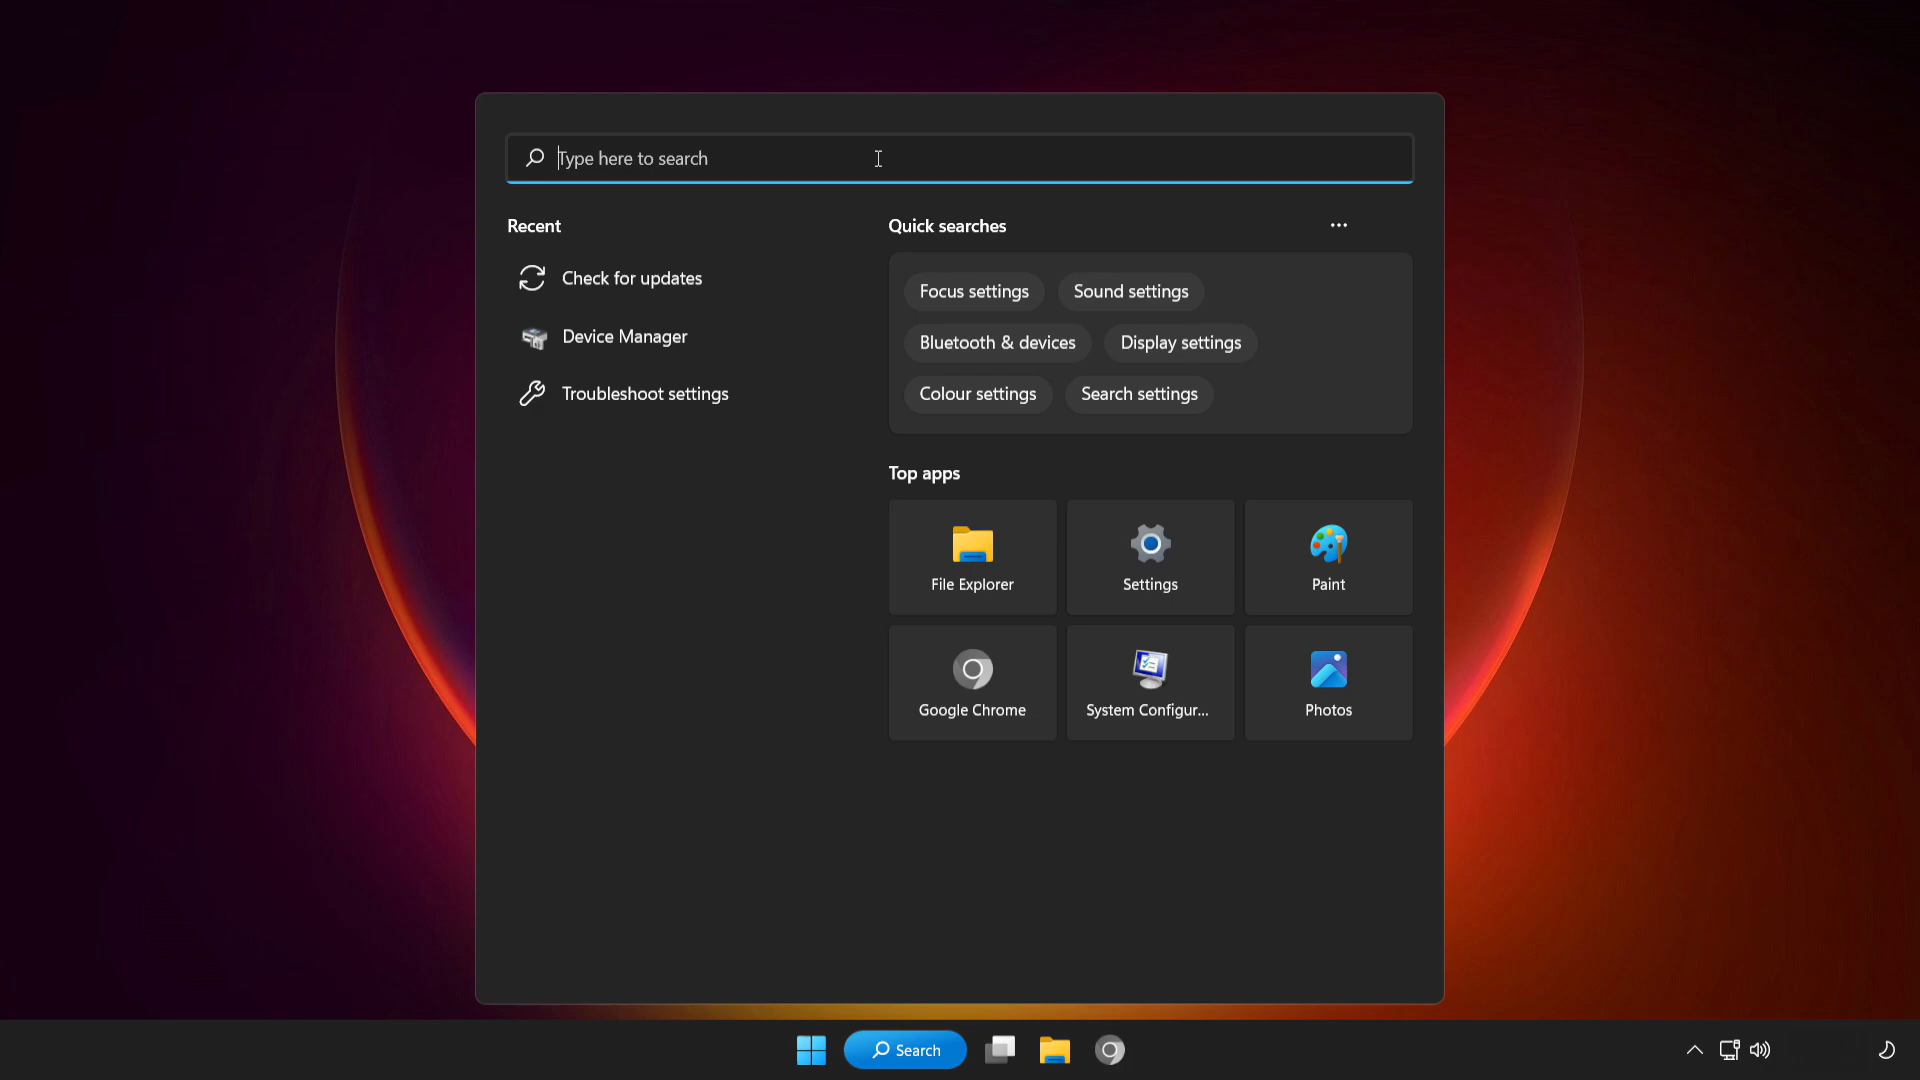 Type here to search
Recent
Check for updates
Device Manager
Troubleshoot settings
Quick searches
Focus settings
Sound settings
Bluetooth & devices
Display settings
Colour settings
Search settings
Top apps
File Explorer
Settings
Paint
Google Chrome
System Configur...
Photos
Search